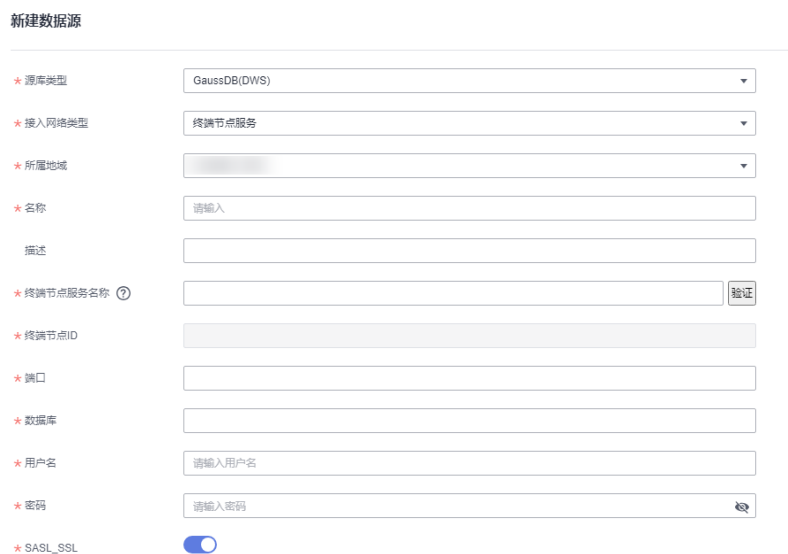 新建数据源
* 源库类型 GaussDB(DWS)
* 接入网络类型 终端节点服务
* 所属地域
* 名称 请输入
描述
* 终端节点服务名称 ? 验证
* 终端节点ID
* 端口
* 数据库
* 用户名 请输入用户名
* 密码 请输入密码
* SASL_SSL